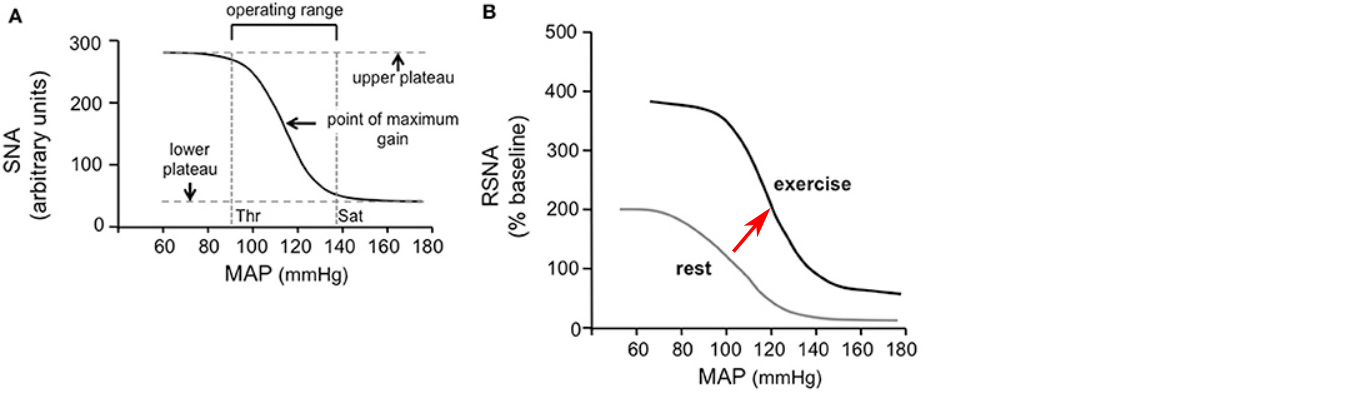 A
operating range
300
200
100
0
SNA
(arbitrary units)
upper plateau
point of maximum
gain
lower
plateau
Thr
Sat
60 80 100 120 140 160 180
MAP (mmHg)
B
500
400
300
200
100
0
RSNA
(% baseline)
exercise
rest
60 80 100 120 140 160 180
MAP (mmHg)